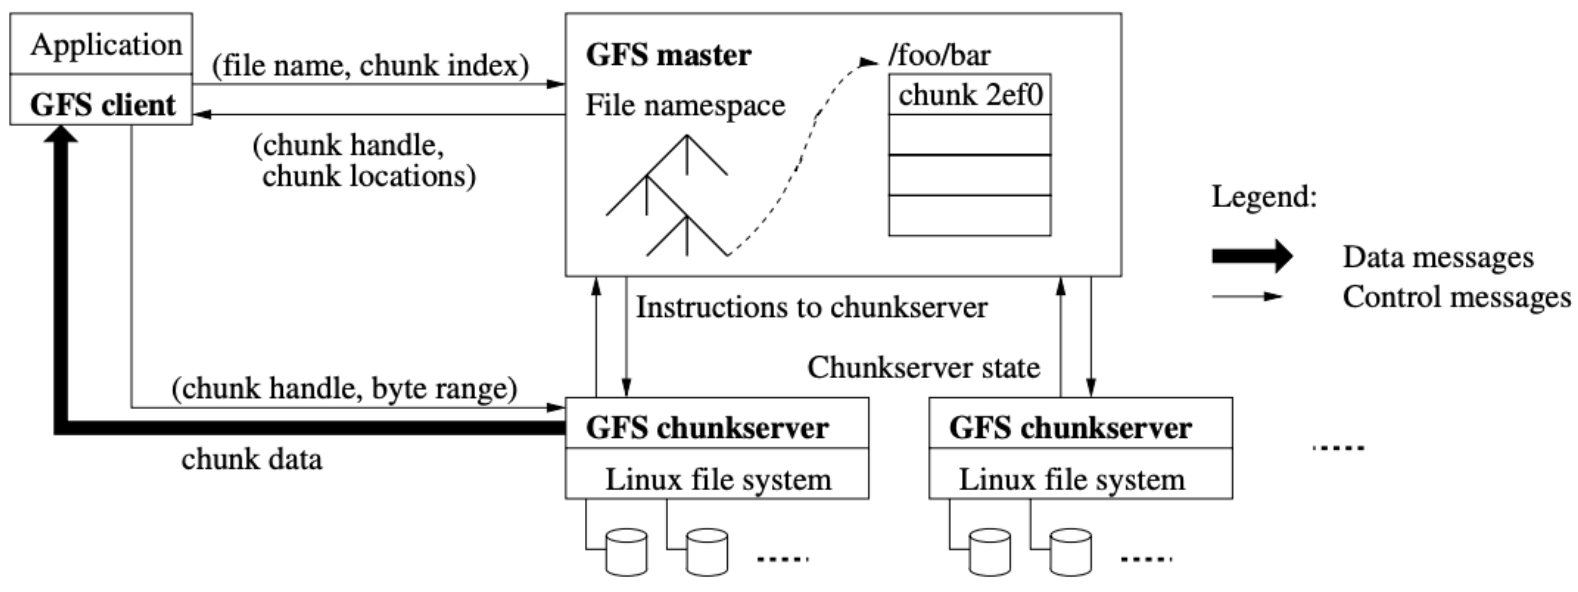 Application
GFS client
(file name, chunk index)
(chunk handle,
chunk locations)
GFS master
File namespace
/foo/bar
chunk 2ef0
Legend:
Data messages
Control messages
Instructions to chunkserver
Chunkserver state
(chunk handle, byte range)
chunk data
GFS chunkserver
Linux file system
GFS chunkserver
Linux file system